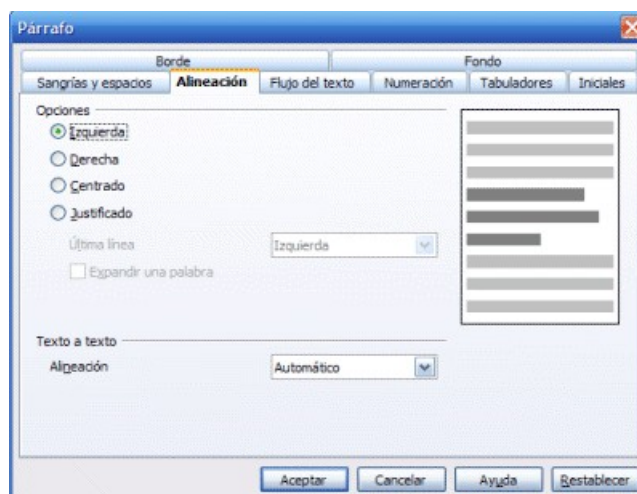 Párrafo
Borde Fondo
Sangrías y espacios Alineación Flujo del texto Numeración Tabuladores Iniciales
Opciones
Izquierda
Derecha
Centrado
Justificado
Última línea Izquierda
Expandir una palabra
Texto a texto
Alineación Automático
Aceptar Cancelar Ayuda Restablecer